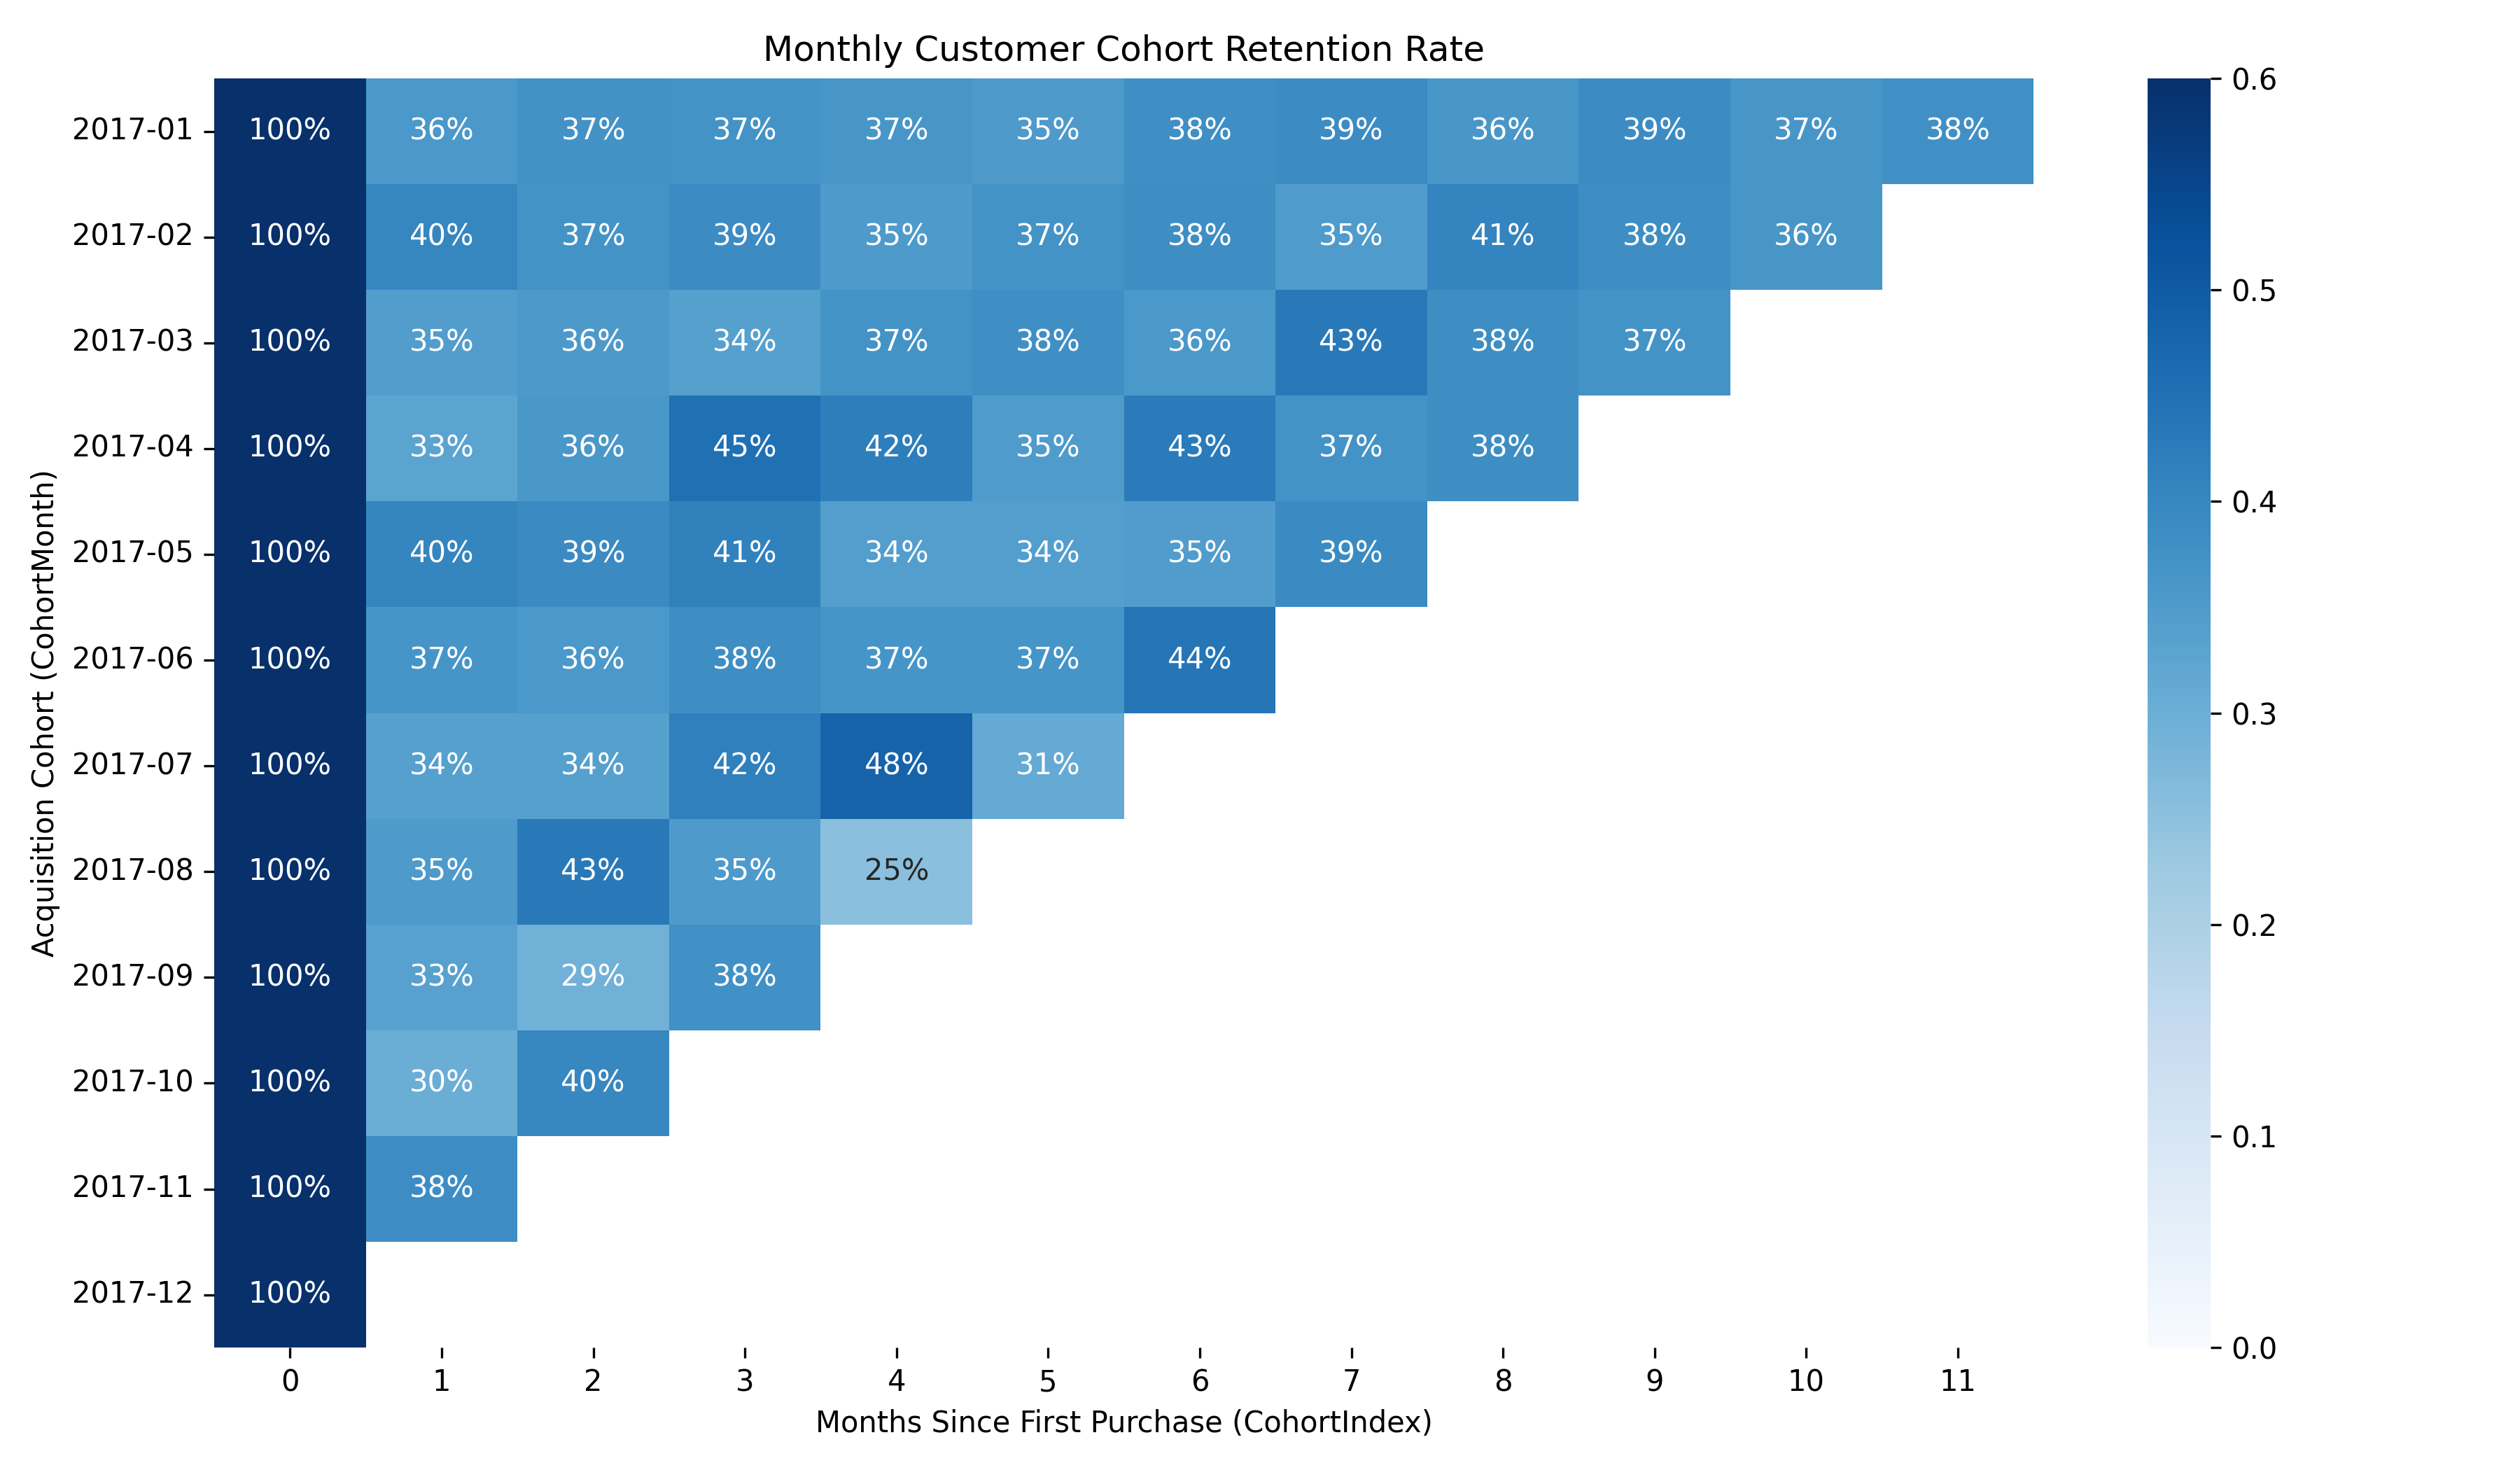 Monthly Customer Cohort Retention Rate
Acquisition Cohort (CohortMonth)
2017-01 100% 36% 37% 37% 37% 35% 38% 39% 36% 39% 37% 38%
2017-02 100% 40% 37% 39% 35% 37% 38% 35% 41% 38% 36%
2017-03 100% 35% 36% 34% 37% 38% 36% 43% 38% 37%
2017-04 100% 33% 36% 45% 42% 35% 43% 37% 38%
2017-05 100% 40% 39% 41% 34% 34% 35% 39%
2017-06 100% 37% 36% 38% 37% 37% 44%
2017-07 100% 34% 34% 42% 48% 31%
2017-08 100% 35% 43% 35% 25%
2017-09 100% 33% 29% 38%
2017-10 100% 30% 40%
2017-11 100% 38%
2017-12 100%
0 1 2 3 4 5 6 7 8 9 10 11
Months Since First Purchase (CohortIndex)
0.6
0.5
0.4
0.3
0.2
0.1
0.0